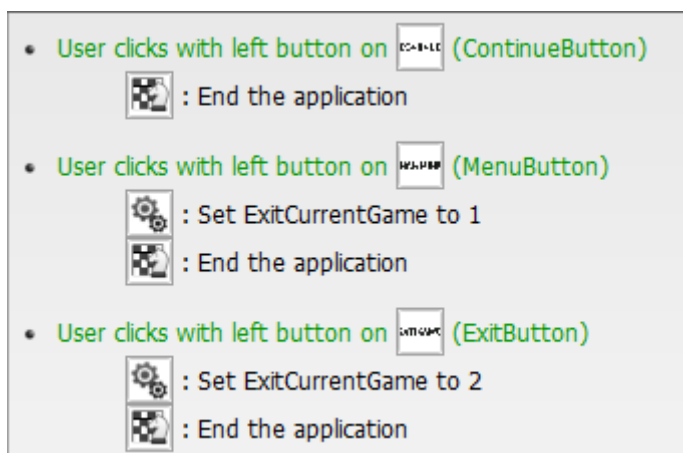 User clicks with left button on (ContinueButton)
: End the application
User clicks with left button on (MenuButton)
: Set ExitCurrentGame to 1
: End the application
User clicks with left button on (ExitButton)
: Set ExitCurrentGame to 2
: End the application